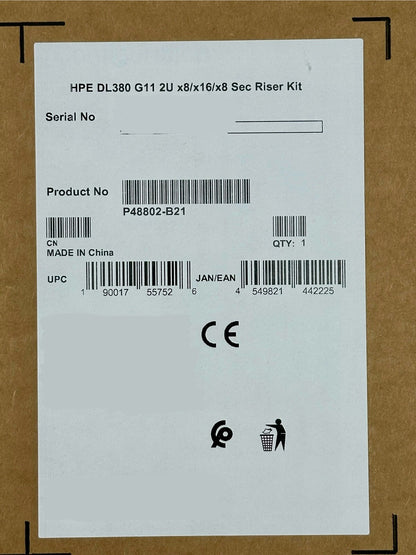 HPE DL380 G11 2U x8/x16/x8 Sec Riser Kit
Serial No
Product No
P48802-B21
CN
QTY: 1
MADE IN China
UPC
1 90017 55752 6
JAN/EAN
4 549821 442225
CE